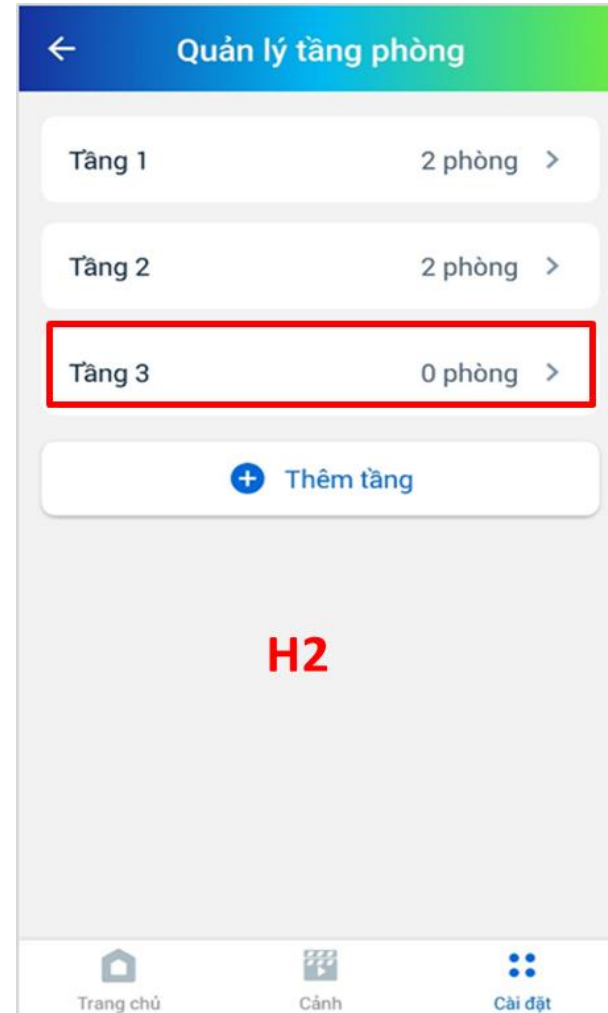 Quản lý tầng phòng
Tầng 1 2 phòng
Tầng 2 2 phòng
Tầng 3 0 phòng
Thêm tầng
H2
Trang chủ Cảnh Cài đặt